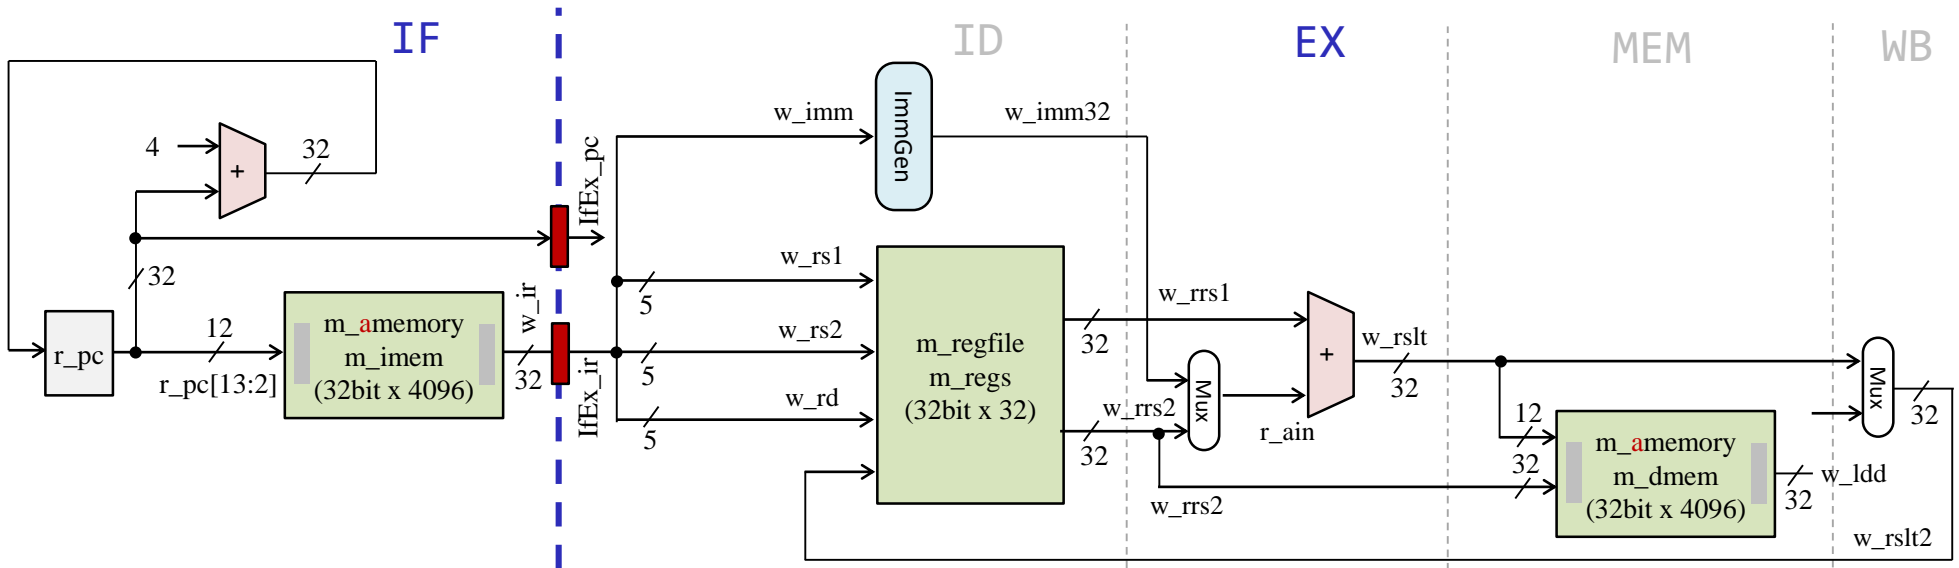 IF
ID
EX
MEM
WB
4
+
32
32
r_pc
12
r_pc[13:2]
m_amemory
m_imem
(32bit x 4096)
w_ir
32
IfEx_pc
IfEx_ir
w_imm
ImmGen
w_imm32
w_rs1
5
w_rs2
5
w_rd
5
m_regfile
m_regs
(32bit x 32)
w_rrs1
32
w_rrs2
32
Mux
r_ain
w_rrs2
+
w_rslt
32
12
32
m_amemory
m_dmem
(32bit x 4096)
32
w_ldd
Mux
32
w_rslt2